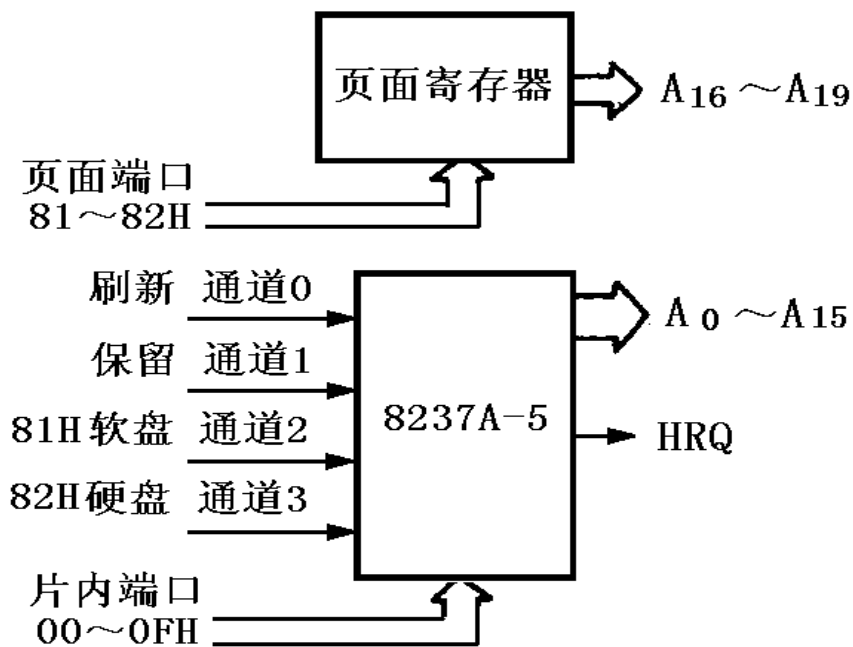 页面寄存器
A16～A19
页面端口
81～82H
刷新 通道0
A0～A15
保留 通道1
8237A-5
81H软盘 通道2
HRQ
82H硬盘 通道3
片内端口
00～0FH